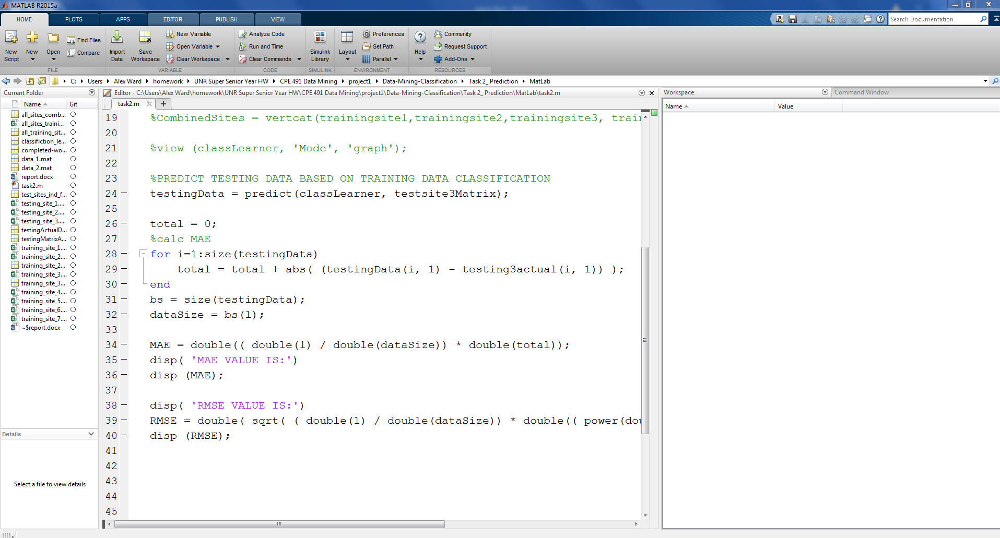 MATLAB R2015a
HOME PLOTS APPS EDITOR PUBLISH VIEW
Search Documentation
New Script
New
Open
Find Files
Compare
FILE
Import Data
Save Workspace
New Variable
Open Variable
Clear Workspace
VARIABLE
Analyze Code
Run and Time
Clear Commands
CODE
Simulink Library
SIMULINK
Layout
Preferences
Set Path
Parallel
ENVIRONMENT
Help
Community
Request Support
Add-Ons
RESOURCES
C: Users Alex Ward homework UNR Super Senior Year HW CPE 491 Data Mining project1 Data-Mining-Classification Task 2_ Prediction MatLab
Current Folder
Name Git
all_sites_comb...
all_sites_traini...
all_training_sit...
classifiction_le...
completed-wo...
data_1.mat
data_2.mat
report.docx
task2.m
test_sites_ind_f...
testing_site_1....
testing_site_2....
testing_site_3....
testingActualD...
testingMatrixA...
training_site_1....
training_site_2....
training_site_2...
training_site_3....
training_site_3...
training_site_4....
training_site_5....
training_site_6....
training_site_7....
~$report.docx
Details
Select a file to view details
Editor - C:\Users\Alex Ward\homework\UNR Super Senior Year HW\CPE 491 Data Mining\project1\Data-Mining-Classification\Task 2_ Prediction\MatLab\task2.m
task2.m
19 %CombinedSites = vertcat(trainingsite1,trainingsite2,trainingsite3, trai
20
21 %view (classLearner, 'Mode', 'graph');
22
23 %PREDICT TESTING DATA BASED ON TRAINING DATA CLASSIFICATION
24 testingData = predict(classLearner, testsite3Matrix);
25
26 total = 0;
27 %calc MAE
28 for i=1:size(testingData)
29 total = total + abs( (testingData(i, 1) - testing3actual(i, 1)) );
30 end
31 bs = size(testingData);
32 dataSize = bs(1);
33
34 MAE = double(( double(1) / double(dataSize)) * double(total));
35 disp( 'MAE VALUE IS:')
36 disp (MAE);
37
38 disp( 'RMSE VALUE IS:')
39 RMSE = double( sqrt( ( double(1) / double(dataSize)) * double(( power(dou
40 disp (RMSE);
41
42
43
44
45
Workspace
Name Value
Command Window